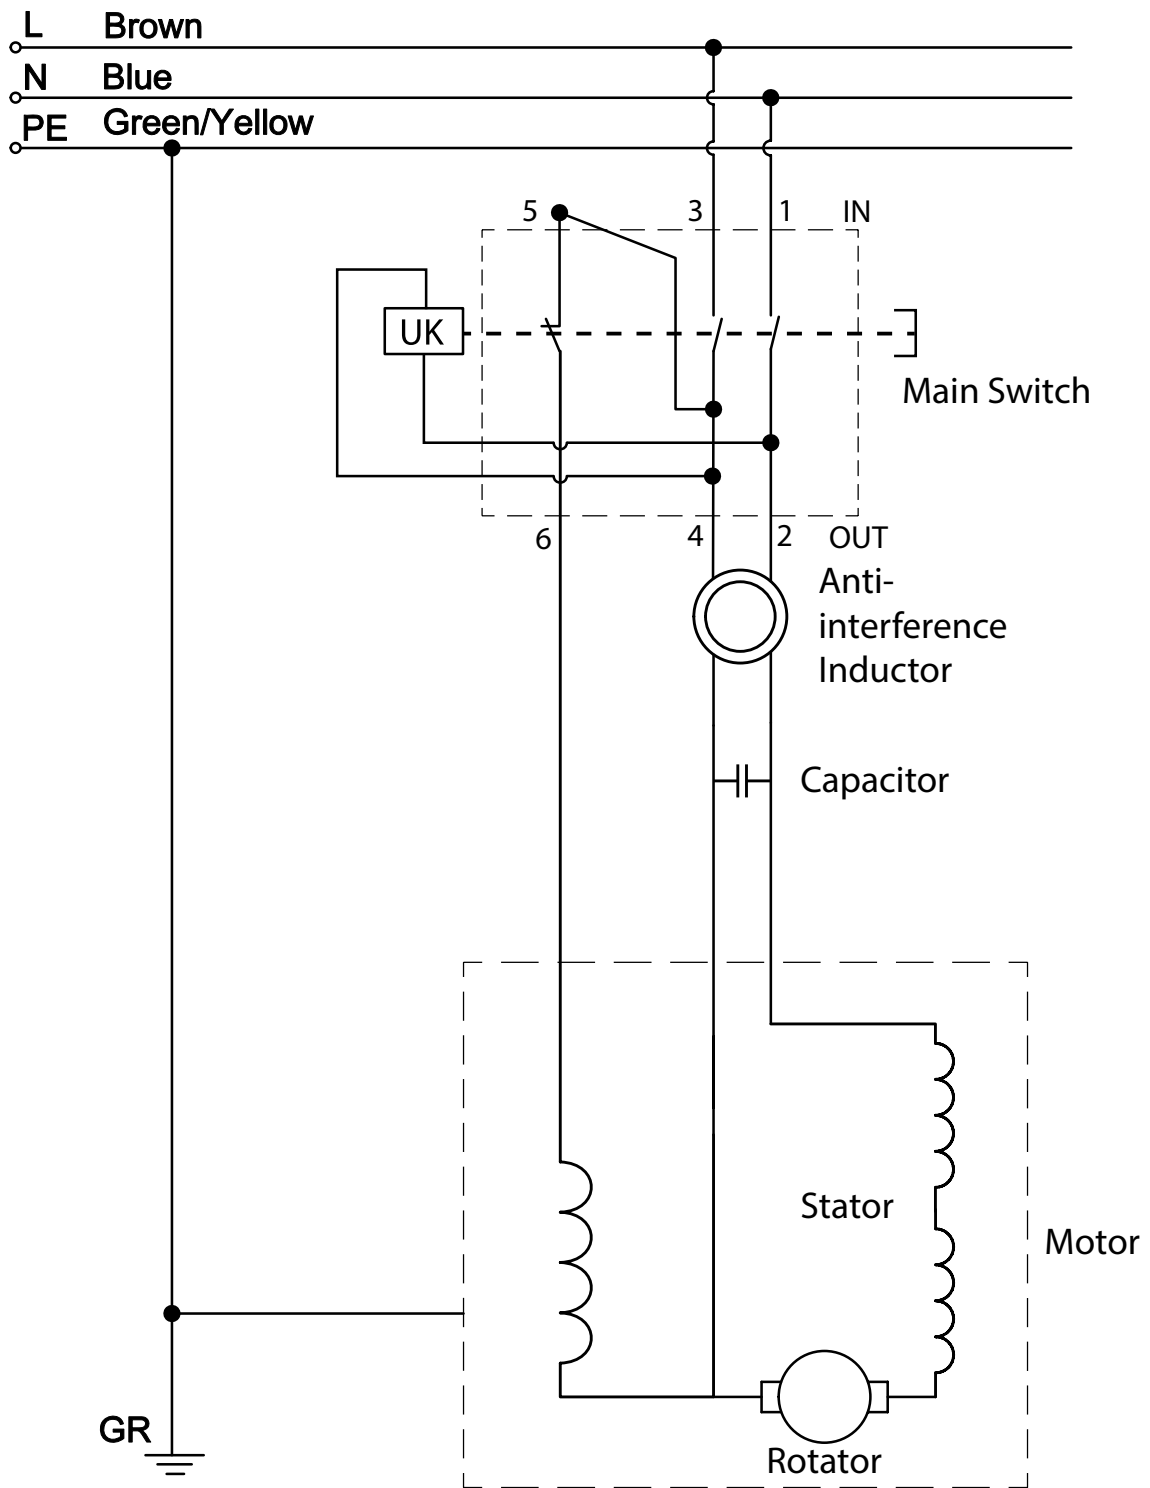 L Brown
N Blue
PE Green/Yellow
5 3 1 IN
UK
Main Switch
6 4 2 OUT
Anti-
interference
Inductor
Capacitor
Stator
Motor
GR
Rotator